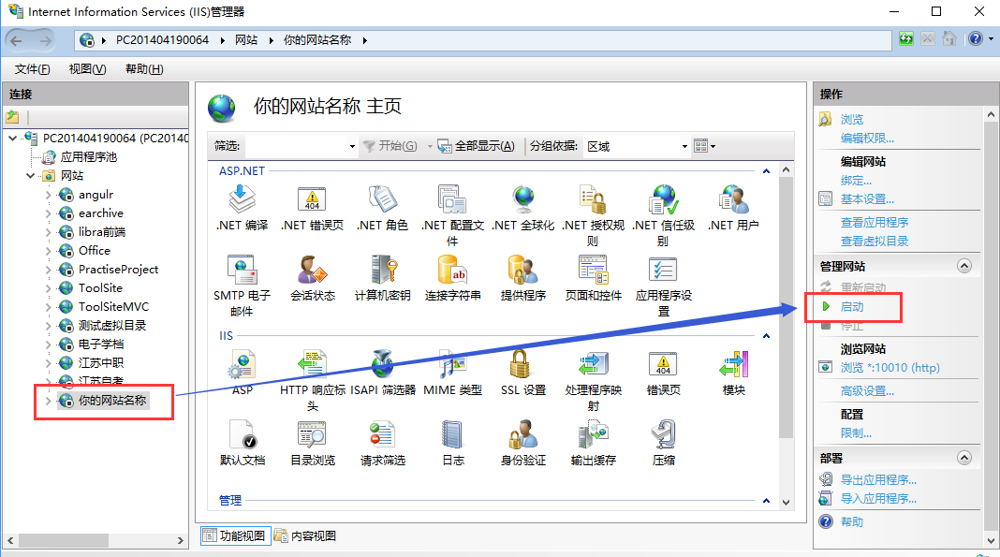 Internet Information Services (IIS)管理器
PC201404190064 网站 你的网站名称
文件(F) 视图(V) 帮助(H)
连接
PC201404190064 (PC20140
应用程序池
网站
angulr
earchive
libra前端
Office
PractiseProject
ToolSite
ToolSiteMVC
测试虚拟目录
电子学档
江苏中职
江苏自考
你的网站名称
你的网站名称 主页
筛选: 开始(G) 全部显示(A) 分组依据: 区域
ASP.NET
.NET 编译 .NET 错误页 .NET 角色 .NET 配置文件 .NET 全球化 .NET 授权规则 .NET 信任级别 .NET 用户
SMTP 电子邮件 会话状态 计算机密钥 连接字符串 提供程序 页面和控件 应用程序设置
IIS
ASP HTTP 响应标头 ISAPI 筛选器 MIME 类型 SSL 设置 处理程序映射 错误页 模块
默认文档 目录浏览 请求筛选 日志 身份验证 输出缓存 压缩
管理
功能视图 内容视图
操作
浏览
编辑权限...
编辑网站
绑定...
基本设置...
查看应用程序
查看虚拟目录
管理网站
重新启动
启动
停止
浏览网站
浏览 *:10010 (http)
高级设置...
配置
限制...
部署
导出应用程序...
导入应用程序...
帮助